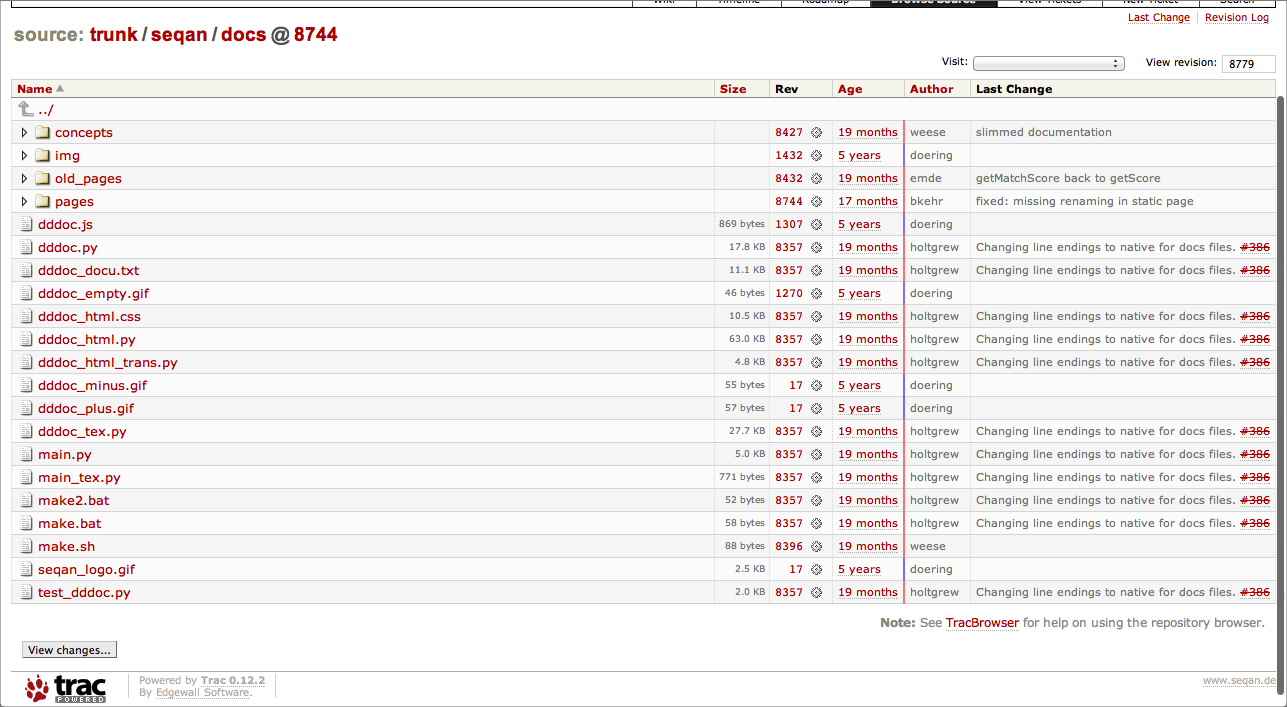 Wiki Timeline Roadmap Browse Source View Tickets New Ticket Search
Last Change Revision Log
source: trunk / seqan / docs @ 8744
Visit: View revision: 8779
Name Size Rev Age Author Last Change
../
concepts 8427 19 months weese slimmed documentation
img 1432 5 years doering
old_pages 8432 19 months emde getMatchScore back to getScore
pages 8744 17 months bkehr fixed: missing renaming in static page
dddoc.js 869 bytes 1307 5 years doering
dddoc.py 17.8 KB 8357 19 months holtgrew Changing line endings to native for docs files. #386
dddoc_docu.txt 11.1 KB 8357 19 months holtgrew Changing line endings to native for docs files. #386
dddoc_empty.gif 46 bytes 1270 5 years doering
dddoc_html.css 10.5 KB 8357 19 months holtgrew Changing line endings to native for docs files. #386
dddoc_html.py 63.0 KB 8357 19 months holtgrew Changing line endings to native for docs files. #386
dddoc_html_trans.py 4.8 KB 8357 19 months holtgrew Changing line endings to native for docs files. #386
dddoc_minus.gif 55 bytes 17 5 years doering
dddoc_plus.gif 57 bytes 17 5 years doering
dddoc_tex.py 27.7 KB 8357 19 months holtgrew Changing line endings to native for docs files. #386
main.py 5.0 KB 8357 19 months holtgrew Changing line endings to native for docs files. #386
main_tex.py 771 bytes 8357 19 months holtgrew Changing line endings to native for docs files. #386
make2.bat 52 bytes 8357 19 months holtgrew Changing line endings to native for docs files. #386
make.bat 58 bytes 8357 19 months holtgrew Changing line endings to native for docs files. #386
make.sh 88 bytes 8396 19 months weese
seqan_logo.gif 2.5 KB 17 5 years doering
test_dddoc.py 2.0 KB 8357 19 months holtgrew Changing line endings to native for docs files. #386
Note: See TracBrowser for help on using the repository browser.
View changes...
trac POWERED
Powered by Trac 0.12.2
By Edgewall Software.
www.seqan.de